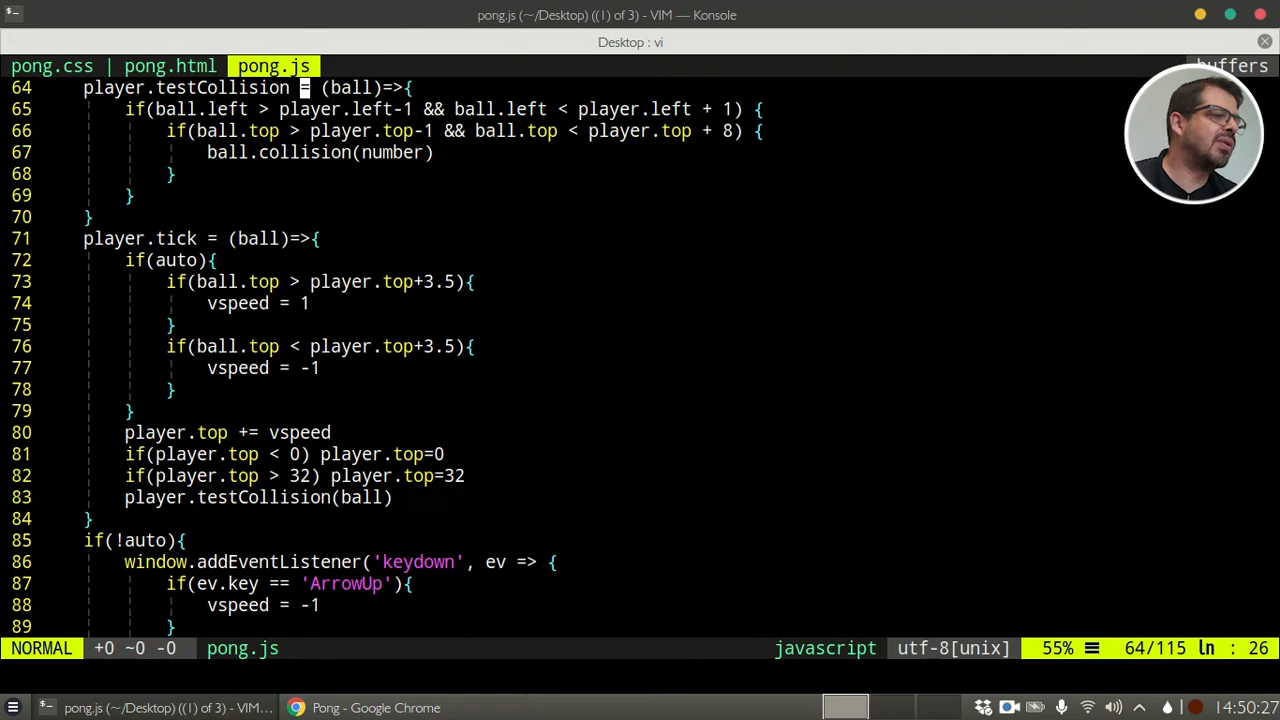 pong.js (~/Desktop) ((1) of 3) - VIM — Konsole
Desktop : vi
pong.css | pong.html  pong.js  buffers
64 player.testCollision = (ball)=>{
65 if(ball.left > player.left-1 && ball.left < player.left + 1) {
66 if(ball.top > player.top-1 && ball.top < player.top + 8) {
67 ball.collision(number)
68 }
69 }
70 }
71 player.tick = (ball)=>{
72 if(auto){
73 if(ball.top > player.top+3.5){
74 vspeed = 1
75 }
76 if(ball.top < player.top+3.5){
77 vspeed = -1
78 }
79 }
80 player.top += vspeed
81 if(player.top < 0) player.top=0
82 if(player.top > 32) player.top=32
83 player.testCollision(ball)
84 }
85 if(!auto){
86 window.addEventListener('keydown', ev => {
87 if(ev.key == 'ArrowUp'){
88 vspeed = -1
89 }
NORMAL +0 ~0 -0 pong.js javascript utf-8[unix] 55% ≡ 64/115 ln : 26
pong.js (~/Desktop) ((1) of 3) - VIM... Pong - Google Chrome 14:50:27